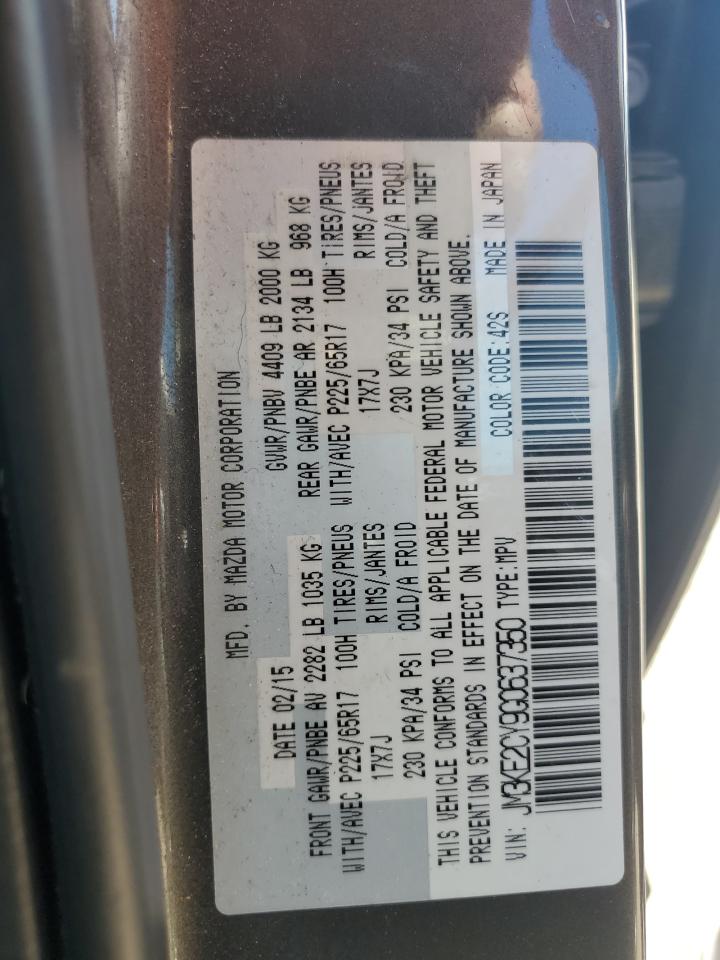 MFD. BY MAZDA MOTOR CORPORATION
DATE 02/15 GVWR/PNBV 4409 LB 2000 KG
FRONT GAWR/PNBE AV 2282 LB 1035 KG REAR GAWR/PNBE AR 2134 LB 968 KG
WITH/AVEC P225/65R17 100H TIRES/PNEUS WITH/AVEC P225/65R17 100H TIRES/PNEUS
17X7J RIMS/JANTES 17X7J RIMS/JANTES
230 KPA/34 PSI COLD/A FROID 230 KPA/34 PSI COLD/A FROID
THIS VEHICLE CONFORMS TO ALL APPLICABLE FEDERAL MOTOR VEHICLE SAFETY AND THEFT
PREVENTION STANDARDS IN EFFECT ON THE DATE OF MANUFACTURE SHOWN ABOVE.
COLOR CODE:42S MADE IN JAPAN
VIN: JM3KE2CY9G0637350 TYPE:MPV